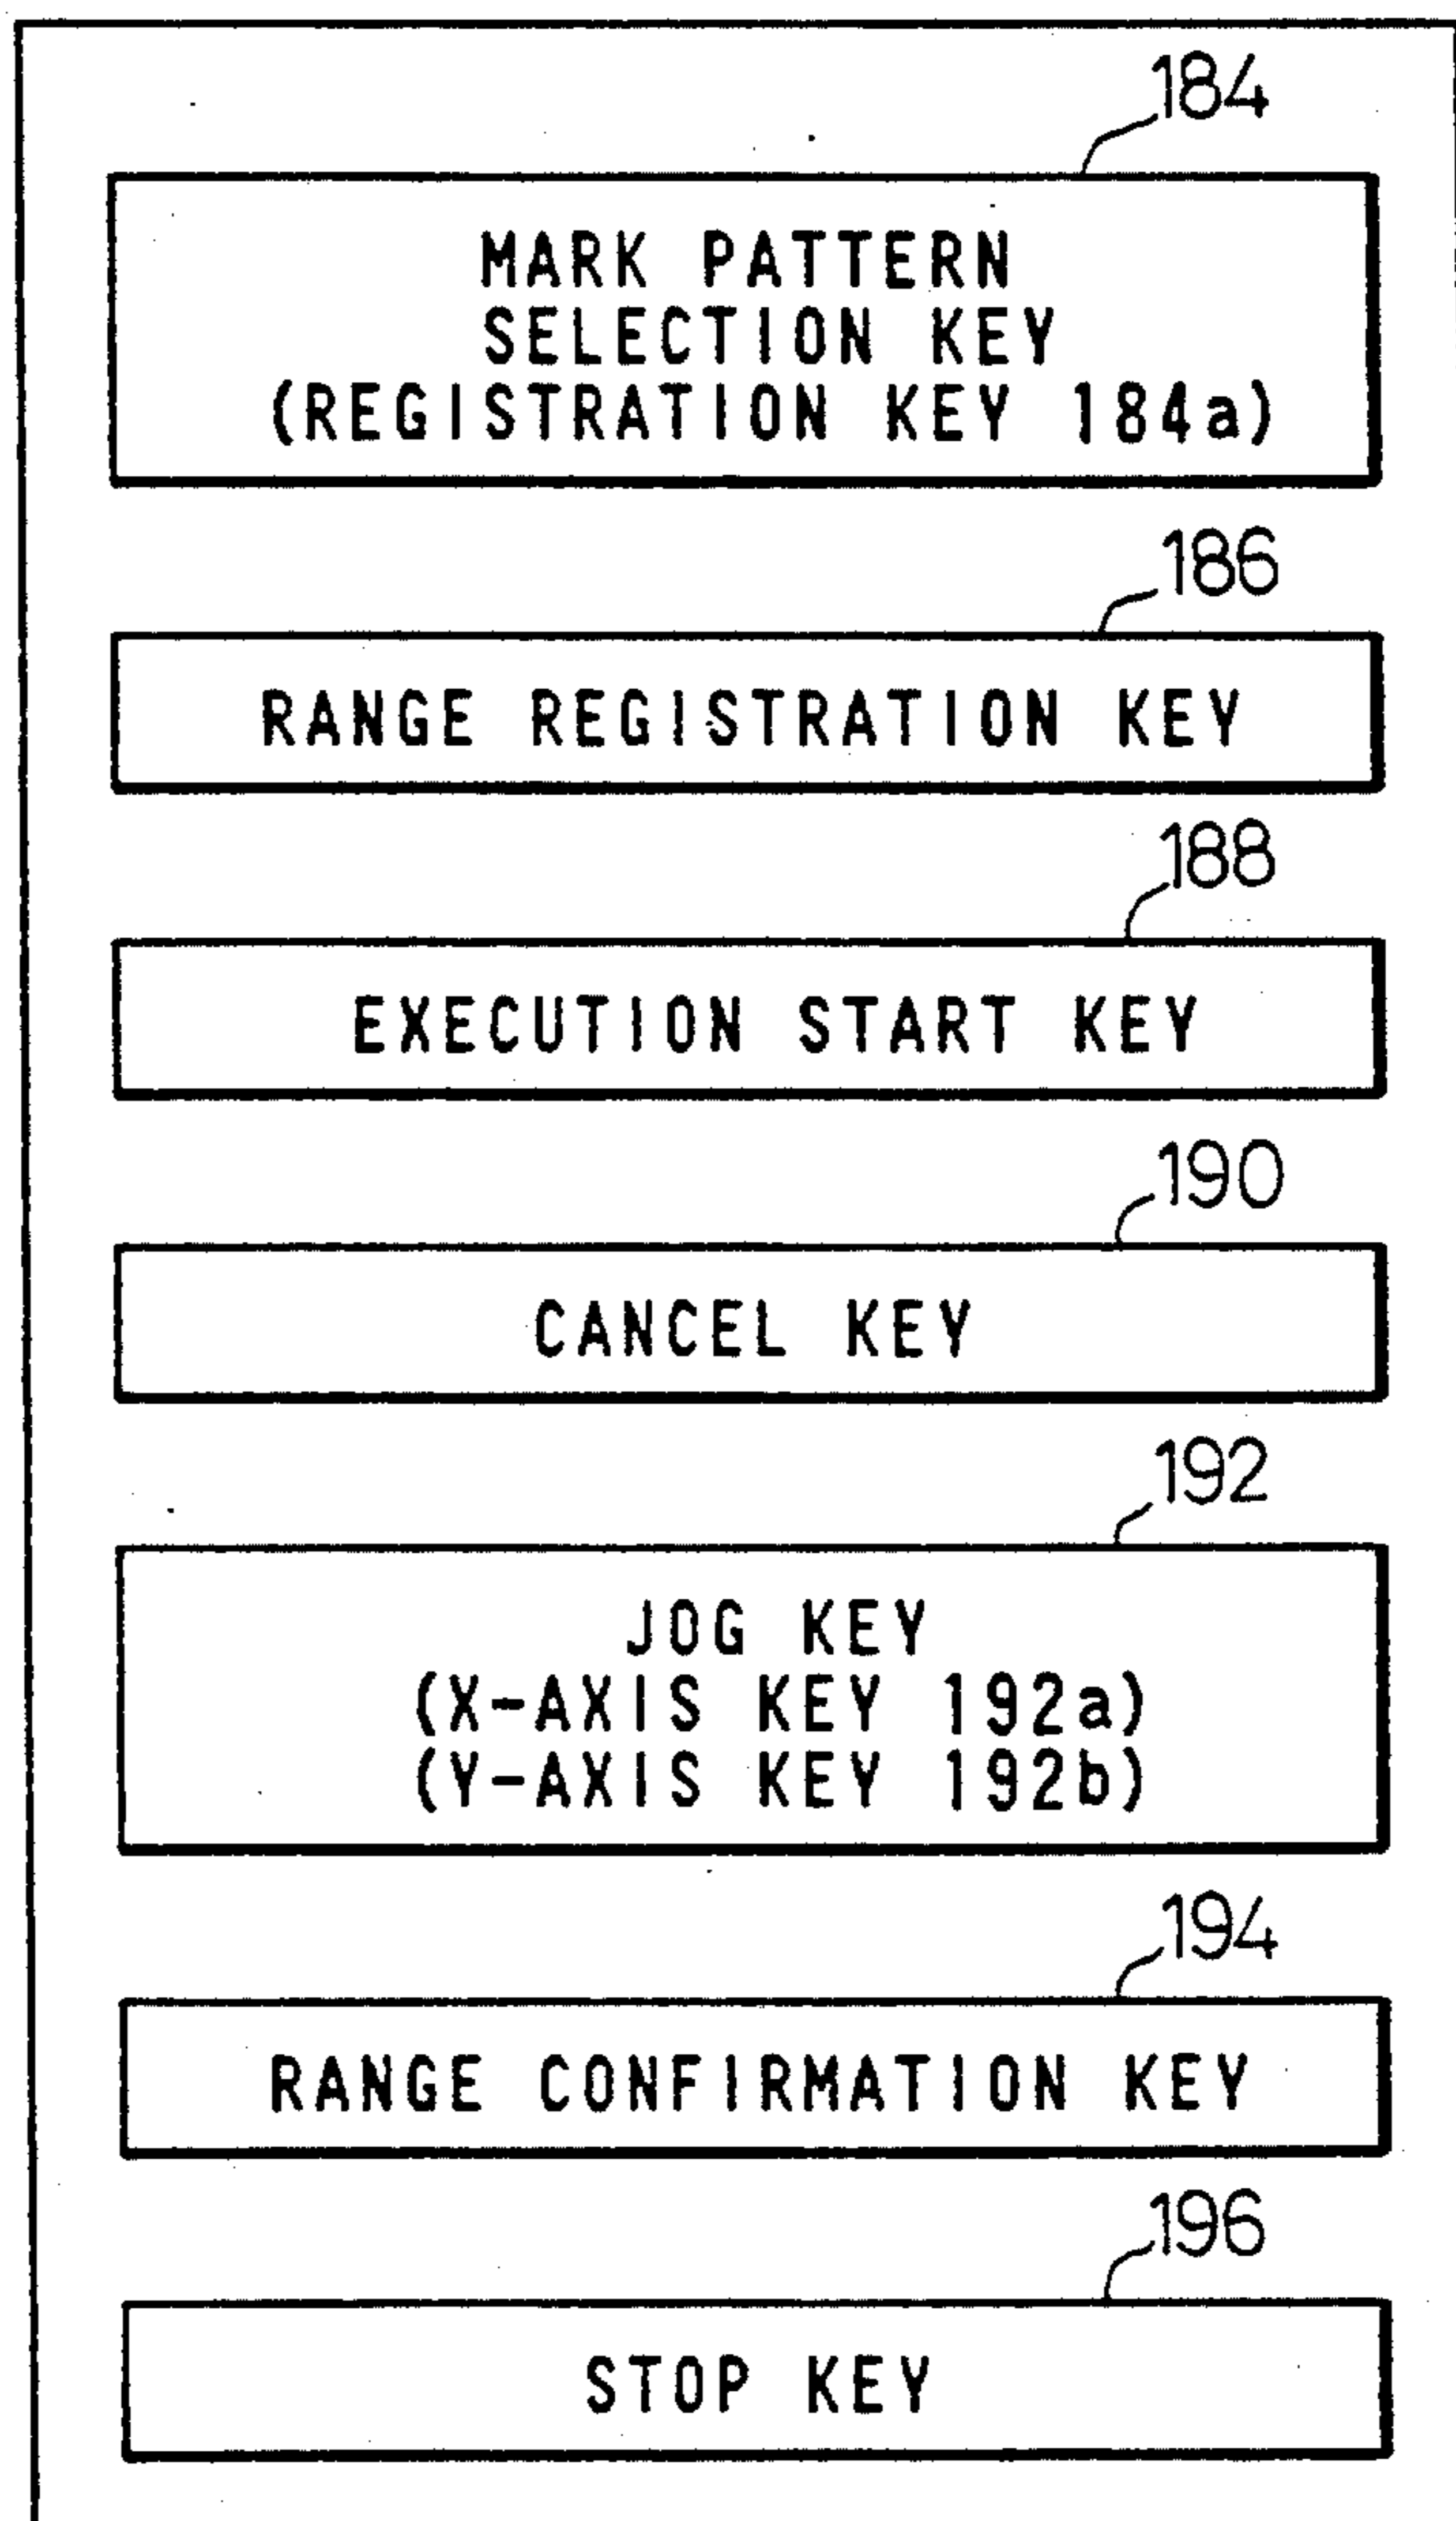 184
MARK PATTERN
SELECTION KEY
(REGISTRATION KEY 184a)
186
RANGE REGISTRATION KEY
188
EXECUTION START KEY
190
CANCEL KEY
192
JOG KEY
(X-AXIS KEY 192a)
(Y-AXIS KEY 192b)
194
RANGE CONFIRMATION KEY
196
STOP KEY